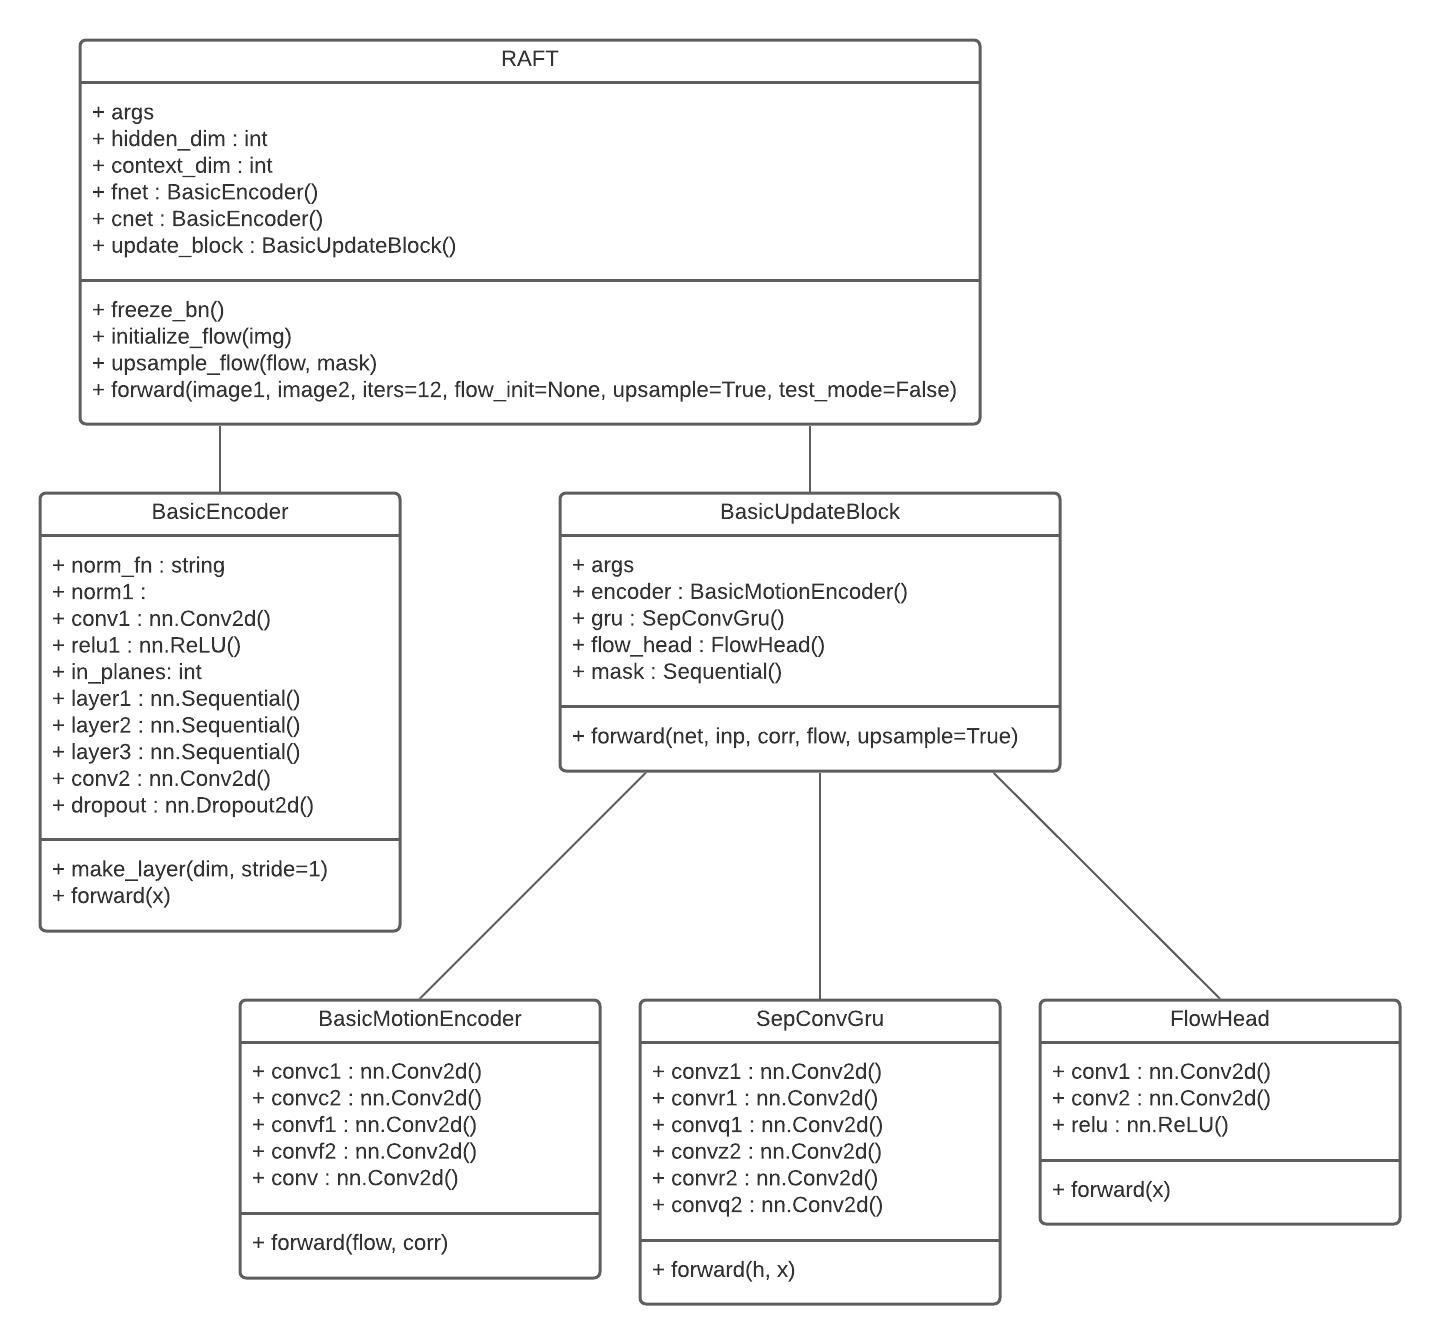 RAFT
+ args
+ hidden_dim : int
+ context_dim : int
+ fnet : BasicEncoder()
+ cnet : BasicEncoder()
+ update_block : BasicUpdateBlock()
+ freeze_bn()
+ initialize_flow(img)
+ upsample_flow(flow, mask)
+ forward(image1, image2, iters=12, flow_init=None, upsample=True, test_mode=False)
BasicEncoder
+ norm_fn : string
+ norm1 :
+ conv1 : nn.Conv2d()
+ relu1 : nn.ReLU()
+ in_planes: int
+ layer1 : nn.Sequential()
+ layer2 : nn.Sequential()
+ layer3 : nn.Sequential()
+ conv2 : nn.Conv2d()
+ dropout : nn.Dropout2d()
+ make_layer(dim, stride=1)
+ forward(x)
BasicUpdateBlock
+ args
+ encoder : BasicMotionEncoder()
+ gru : SepConvGru()
+ flow_head : FlowHead()
+ mask : Sequential()
+ forward(net, inp, corr, flow, upsample=True)
BasicMotionEncoder
+ convc1 : nn.Conv2d()
+ convc2 : nn.Conv2d()
+ convf1 : nn.Conv2d()
+ convf2 : nn.Conv2d()
+ conv : nn.Conv2d()
+ forward(flow, corr)
SepConvGru
+ convz1 : nn.Conv2d()
+ convr1 : nn.Conv2d()
+ convq1 : nn.Conv2d()
+ convz2 : nn.Conv2d()
+ convr2 : nn.Conv2d()
+ convq2 : nn.Conv2d()
+ forward(h, x)
FlowHead
+ conv1 : nn.Conv2d()
+ conv2 : nn.Conv2d()
+ relu : nn.ReLU()
+ forward(x)